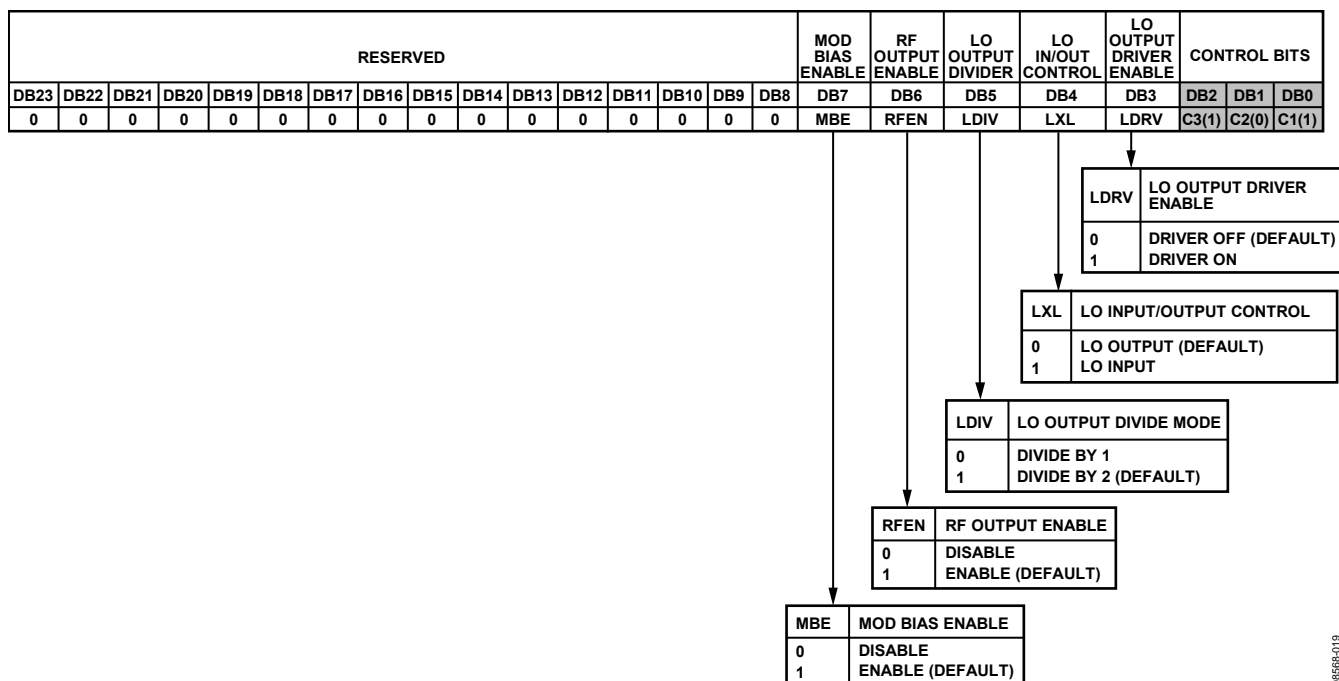 RESERVED
MOD BIAS ENABLE
RF OUTPUT ENABLE
LO OUTPUT DIVIDER
LO IN/OUT CONTROL
LO OUTPUT DRIVER ENABLE
CONTROL BITS
DB23 DB22 DB21 DB20 DB19 DB18 DB17 DB16 DB15 DB14 DB13 DB12 DB11 DB10 DB9 DB8 DB7 DB6 DB5 DB4 DB3 DB2 DB1 DB0
0 0 0 0 0 0 0 0 0 0 0 0 0 0 0 0 MBE RFEN LDIV LXL LDRV C3(1) C2(0) C1(1)
LDRV LO OUTPUT DRIVER
ENABLE
0 DRIVER OFF (DEFAULT)
1 DRIVER ON
LXL LO INPUT/OUTPUT CONTROL
0 LO OUTPUT (DEFAULT)
1 LO INPUT
LDIV LO OUTPUT DIVIDE MODE
0 DIVIDE BY 1
1 DIVIDE BY 2 (DEFAULT)
RFEN RF OUTPUT ENABLE
0 DISABLE
1 ENABLE (DEFAULT)
MBE MOD BIAS ENABLE
0 DISABLE
1 ENABLE (DEFAULT)
08568-019